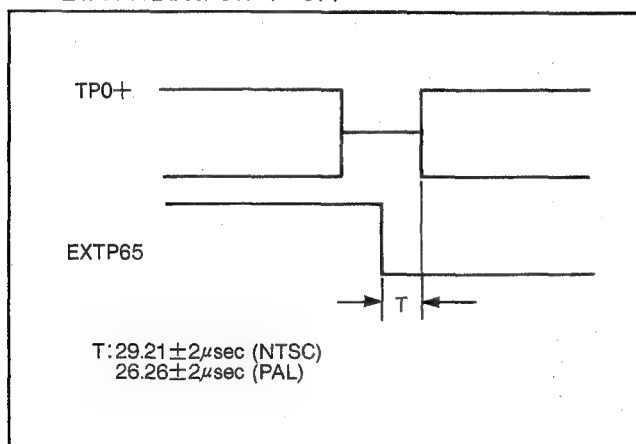 TP0+
EXTP65
T
T:29.21±2μsec (NTSC)
26.26±2μsec (PAL)